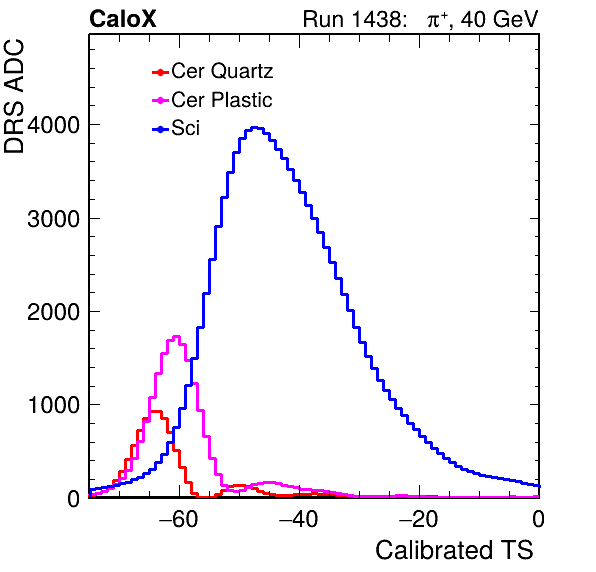 CaloX Run 1438: π⁺, 40 GeV
DRS ADC
Cer Quartz
Cer Plastic
Sci
4000
3000
2000
1000
0
−60 −40 −20 0
Calibrated TS